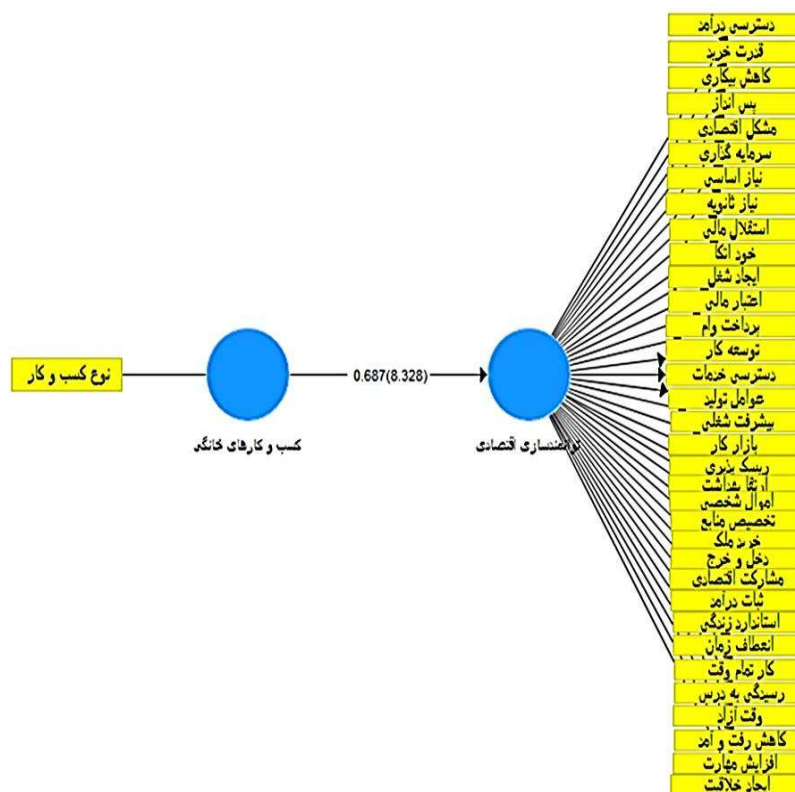 دسترسی درآمد
قدرت خرید
کاهش بیکاری
پس انداز
مشکل اقتصادی
سرمایه گذاری
نیاز اساسی
نیاز ثانویه
استقلال مالی
خود اتکا
ایجاد شغل
اعتبار مالی
پرداخت وام
توسعه کار
دسترسی خدمات
عوامل تولید
پیشرفت شغلی
بازار کار
ریسک پذیری
ارتقا بهداشت
اموال شخصی
تخصیص منابع
خرید ملک
دخل و خرج
مشارکت اقتصادی
ثبات درآمد
استاندارد زندگی
انعطاف زمان
کار تمام وقت
رسیدگی به درس
وقت آزاد
کاهش رفت و آمد
افزایش مهارت
ایجاد خلاقیت
توانمندسازی اقتصادی
0.687(8.328)
کسب و کارهای خانگی
نوع کسب و کار